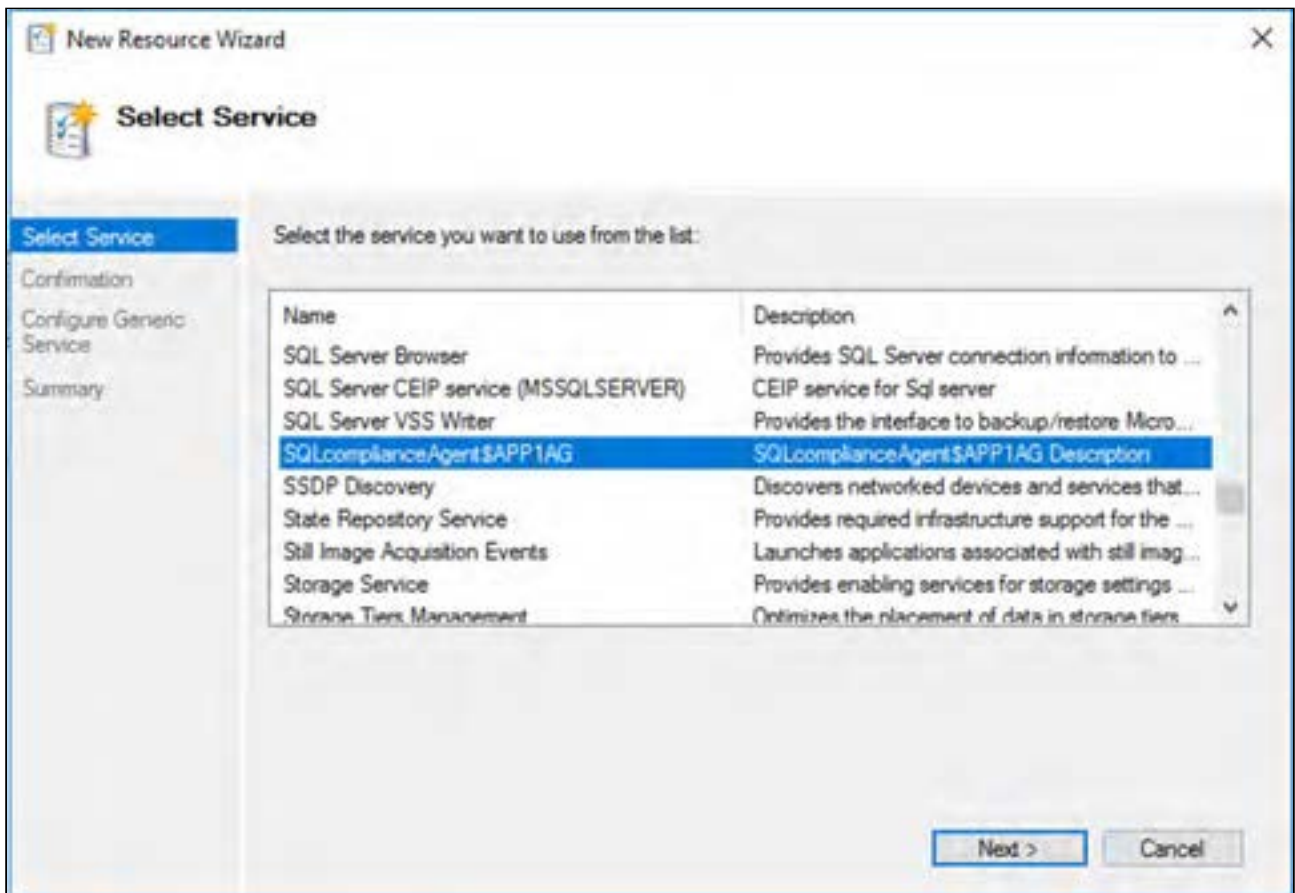 New Resource Wizard
Select Service
Select Service
Confirmation
Configure Generic
Service
Summary
Select the service you want to use from the list:
Name Description
SQL Server Browser Provides SQL Server connection information to ...
SQL Server CEIP service (MSSQLSERVER) CEIP service for Sql server
SQL Server VSS Writer Provides the interface to backup/restore Micro...
SQLcomplianceAgent$APP1AG SQLcomplianceAgent$APP1AG Description
SSDP Discovery Discovers networked devices and services that...
State Repository Service Provides required infrastructure support for the ...
Still Image Acquisition Events Launches applications associated with still imag...
Storage Service Provides enabling services for storage settings ...
Storage Tiers Management Optimizes the placement of data in storage tiers
Next > Cancel